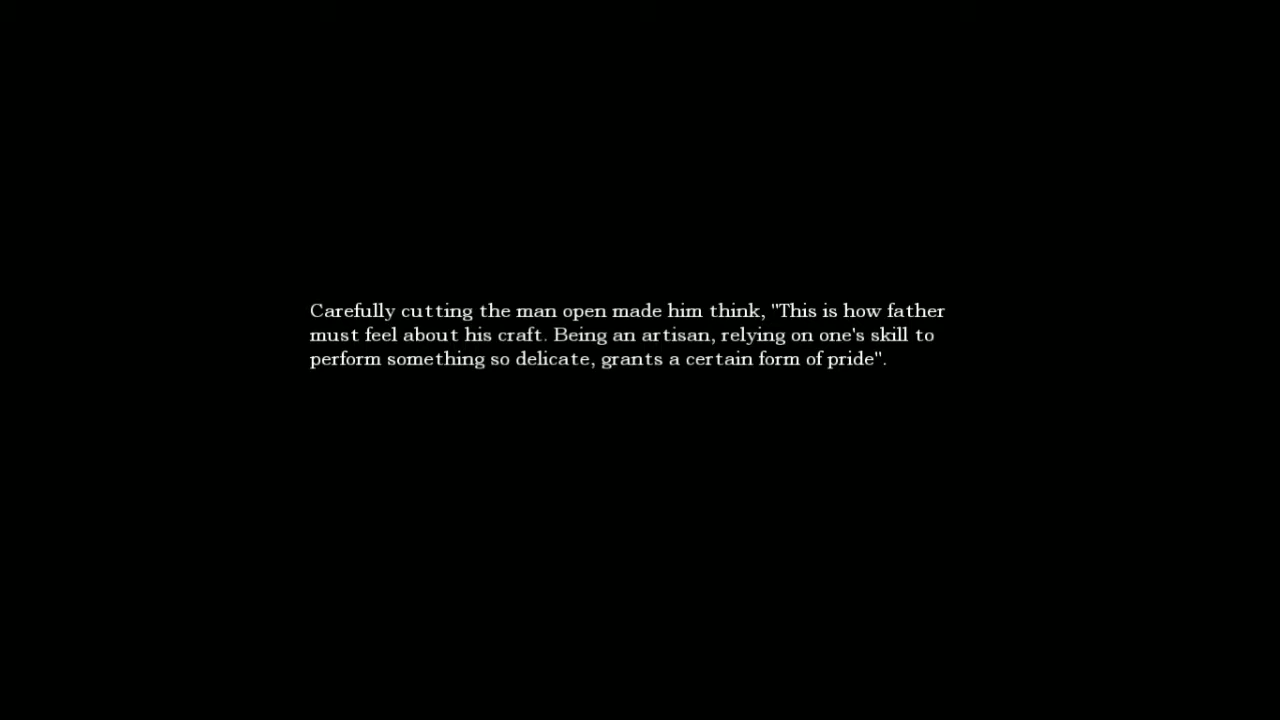 Carefully cutting the man open made him think, "This is how father
must feel about his craft. Being an artisan, relying on one's skill to
perform something so delicate, grants a certain form of pride".